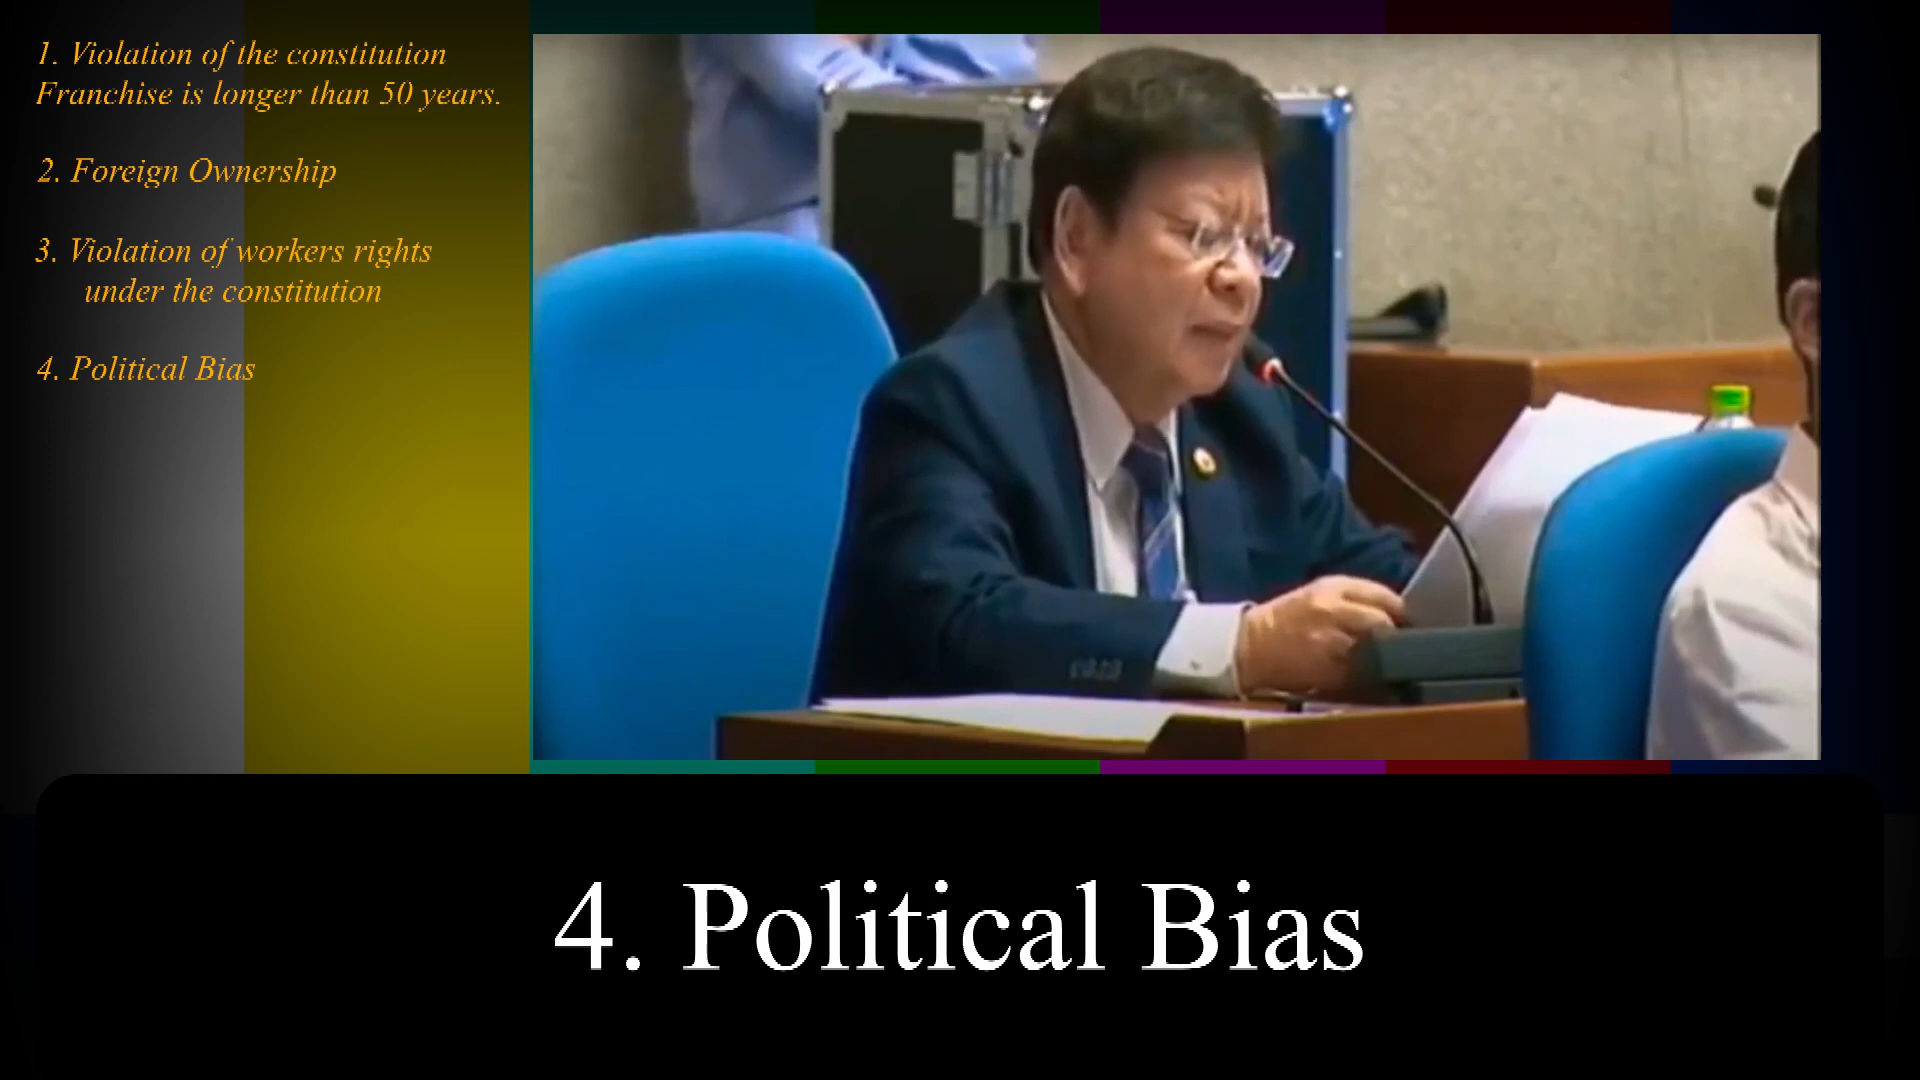 1. Violation of the constitution
Franchise is longer than 50 years.
2. Foreign Ownership
3. Violation of workers rights
under the constitution
4. Political Bias
4. Political Bias